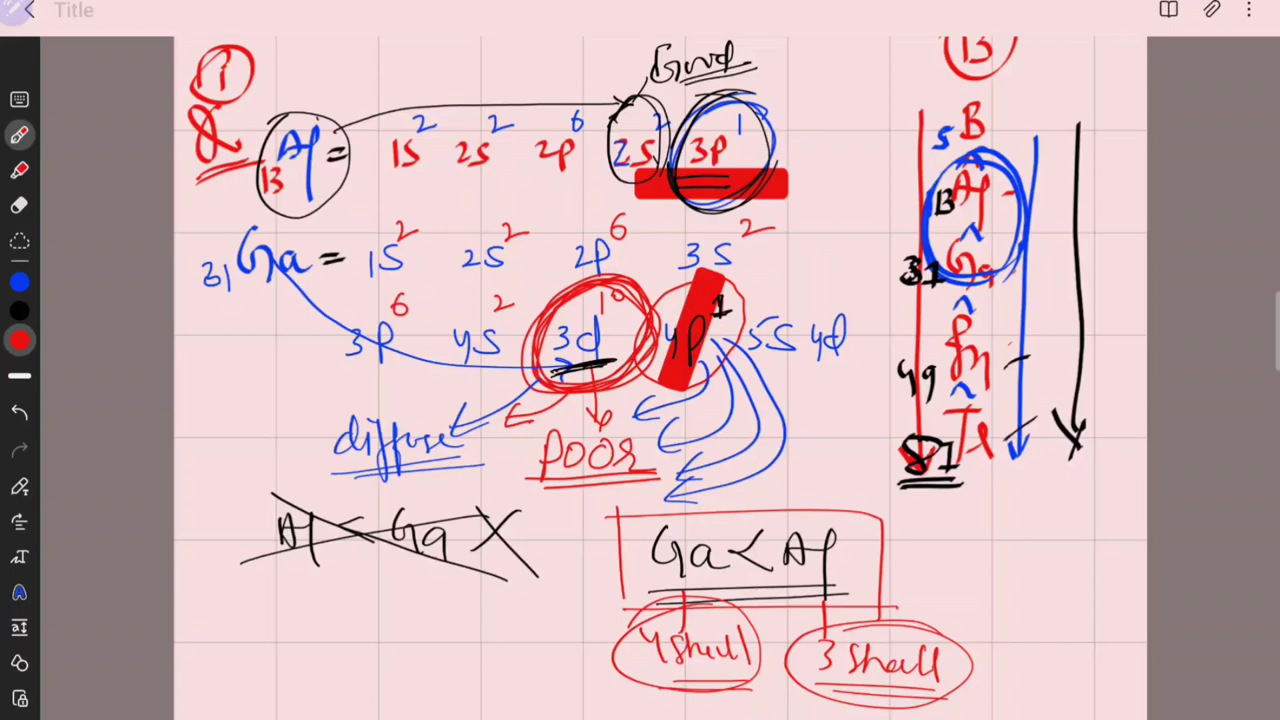 Title
Good
13
13 Al = 1s² 2s² 2p⁶ 2s² 3p¹
31 Ga = 1s² 2s² 2p⁶ 3s²
3p⁶ 4s² 3d¹⁰ 4p¹ 5s 4d
diffuse
poor
Al < Ga X
Ga < Al
4 shell
3 shell
5 B
13 Al
31 Ga
49 In
81 Tl